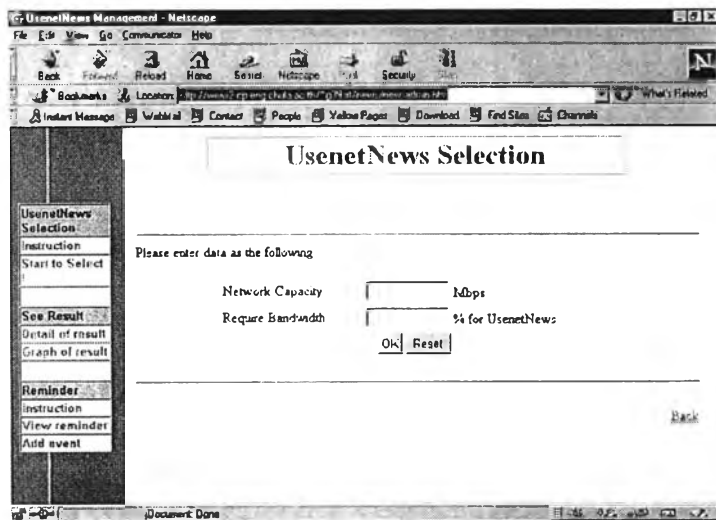 UsenetNews Management - Netscape
File Edit View Go Communicator Help
Back Forward Reload Home Search Netscape Print Security Stop
Bookmarks Location: What's Related
Instant Message WebMail Contact People Yellow Pages Download Find Sites Channels
UsenetNews Selection
UsenetNews
Selection
Instruction
Start to Select
!
See Result
Detail of result
Graph of result
Reminder
Instruction
View reminder
Add event
Please enter data as the following
Network Capacity Mbps
Require Bandwidth % for UsenetNews
OK Reset
Back
Document: Done